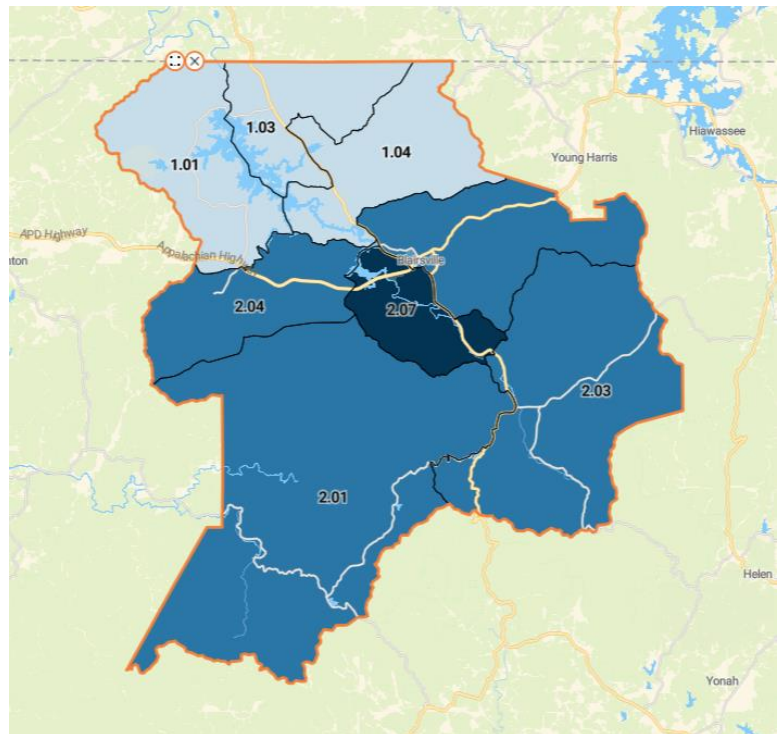 Hiawassee
1.03
1.01
1.04
Young Harris
APD Highway
Appalachian High
nton
Blairsville
2.04
2.07
2.03
2.01
Helen
Yonah